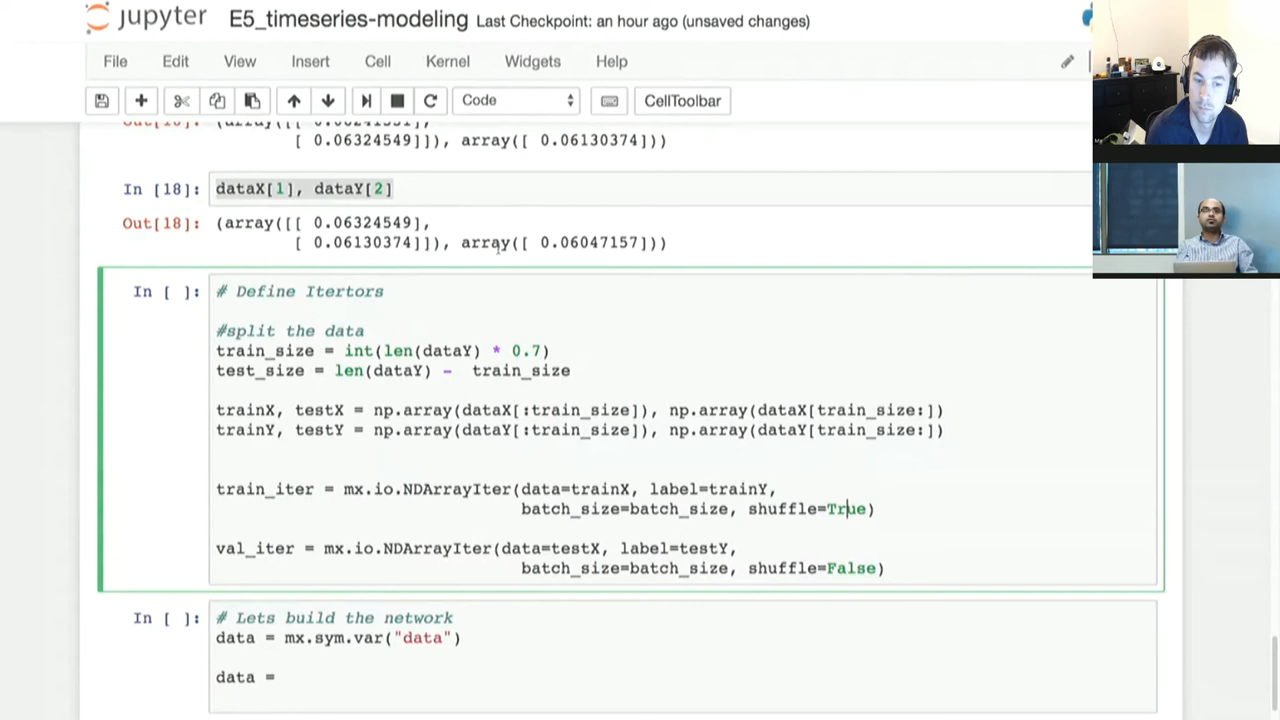 jupyter E5_timeseries-modeling Last Checkpoint: an hour ago (unsaved changes)
File Edit View Insert Cell Kernel Widgets Help
Code CellToolbar
[ 0.06324549]]), array([ 0.06130374]))
In [18]: dataX[1], dataY[2]
Out[18]: (array([[ 0.06324549],
[ 0.06130374]]), array([ 0.06047157]))
In [ ]: # Define Itertors
#split the data
train_size = int(len(dataY) * 0.7)
test_size = len(dataY) - train_size
trainX, testX = np.array(dataX[:train_size]), np.array(dataX[train_size:])
trainY, testY = np.array(dataY[:train_size]), np.array(dataY[train_size:])
train_iter = mx.io.NDArrayIter(data=trainX, label=trainY,
batch_size=batch_size, shuffle=True)
val_iter = mx.io.NDArrayIter(data=testX, label=testY,
batch_size=batch_size, shuffle=False)
In [ ]: # Lets build the network
data = mx.sym.var("data")
data =